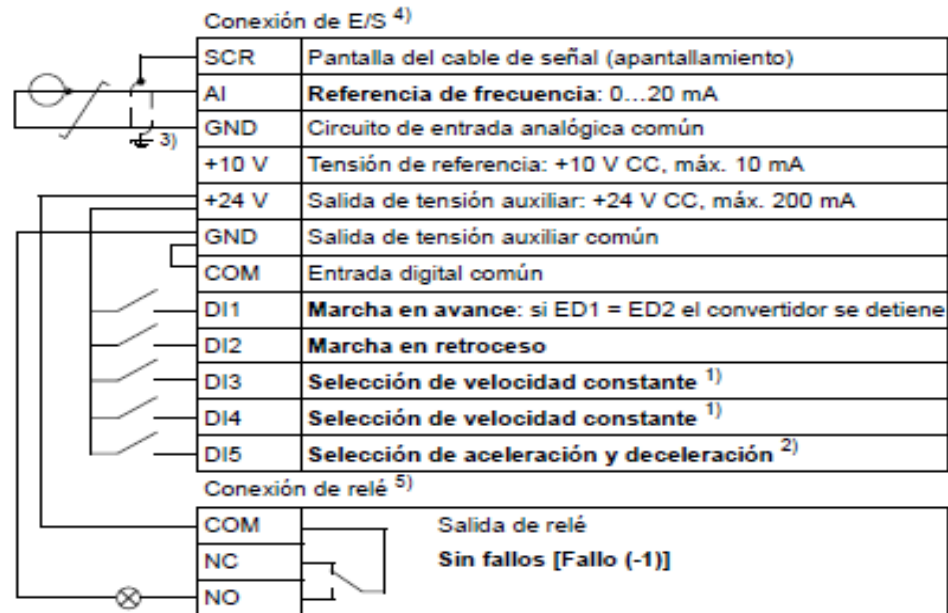 Conexión de E/S 4)
SCR Pantalla del cable de señal (apantallamiento)
AI Referencia de frecuencia: 0...20 mA
GND Circuito de entrada analógica común
3)
+10 V Tensión de referencia: +10 V CC, máx. 10 mA
+24 V Salida de tensión auxiliar: +24 V CC, máx. 200 mA
GND Salida de tensión auxiliar común
COM Entrada digital común
DI1 Marcha en avance: si ED1 = ED2 el convertidor se detiene
DI2 Marcha en retroceso
DI3 Selección de velocidad constante 1)
DI4 Selección de velocidad constante 1)
DI5 Selección de aceleración y deceleración 2)
Conexión de relé 5)
COM Salida de relé
NC Sin fallos [Fallo (-1)]
NO